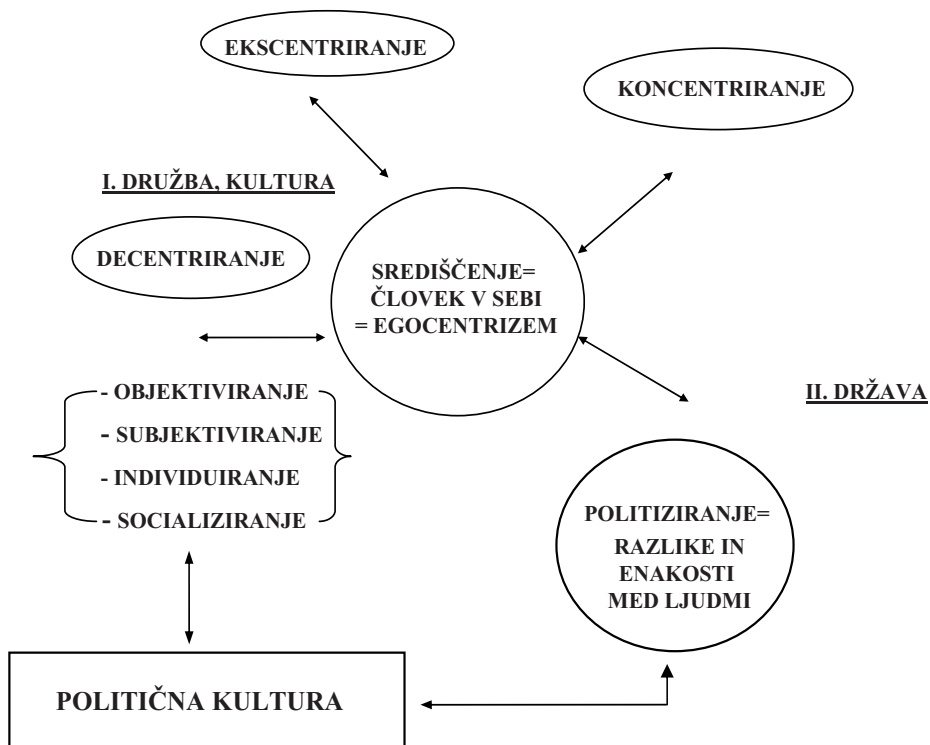 EKSCENTRIRANJE
KONCENTRIRANJE
I. DRUŽBA, KULTURA
DECENTRIRANJE
SREDIŠČENJE=
ČLOVEK V SEBI
= EGOCENTRIZEM
- OBJEKTIVIRANJE
- SUBJEKTIVIRANJE
- INDIVIDUIRANJE
- SOCIALIZIRANJE
II. DRŽAVA
POLITIZIRANJE=
RAZLIKE IN
ENAKOSTI
MED LJUDMI
POLITIČNA KULTURA